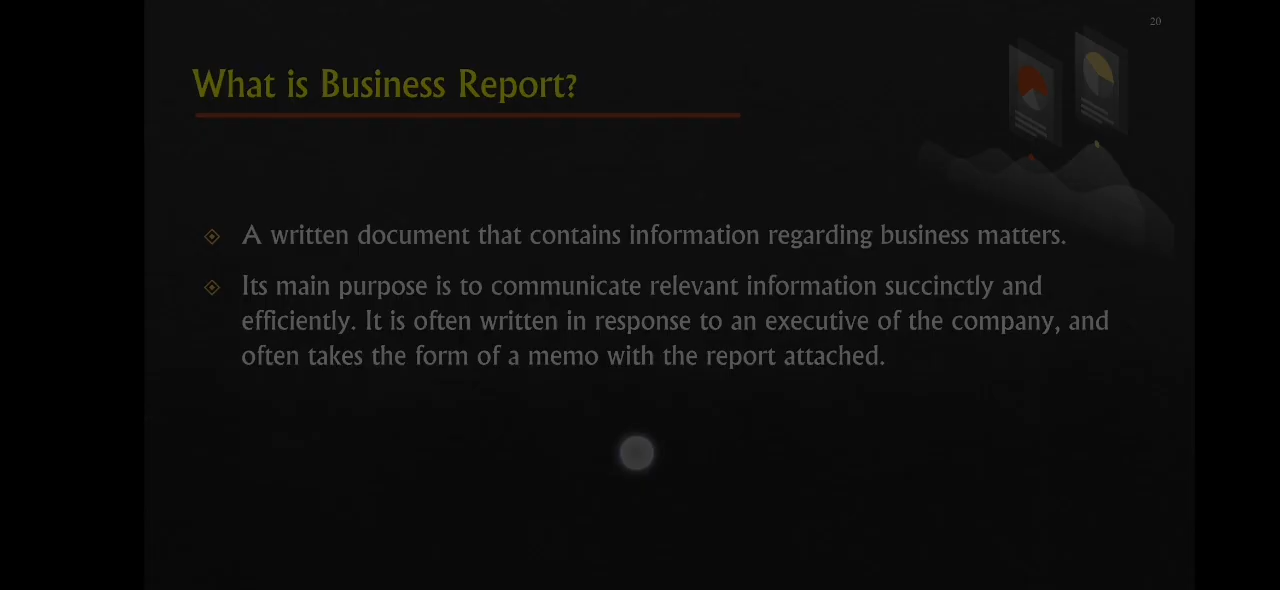 20
What is Business Report?
A written document that contains information regarding business matters.
Its main purpose is to communicate relevant information succinctly and
efficiently. It is often written in response to an executive of the company, and
often takes the form of a memo with the report attached.